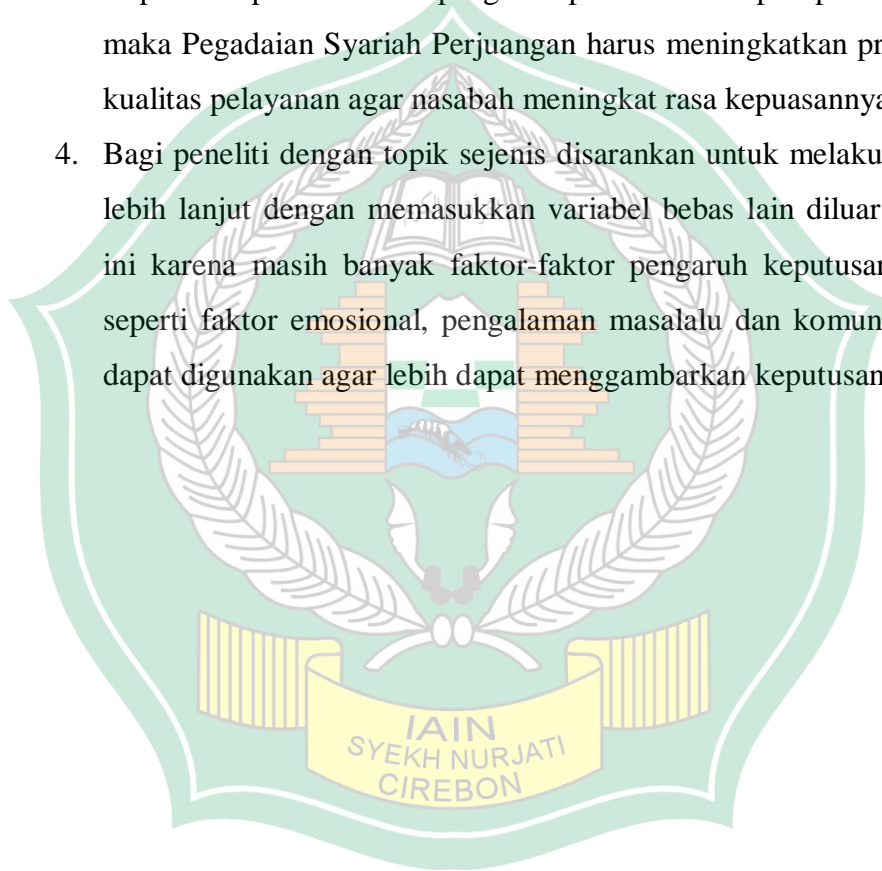 maka Pegadaian Syariah Perjuangan harus meningkatkan
kualitas pelayanan agar nasabah meningkat rasa kepuasannya
4. Bagi peneliti dengan topik sejenis disarankan untuk
lebih lanjut dengan memasukkan variabel bebas lain diluar
ini karena masih banyak faktor-faktor pengaruh
seperti faktor emosional, pengalaman masalalu dan
dapat digunakan agar lebih dapat menggambarkan keputusan
IAIN
SYEKH NURJATI
CIREBON